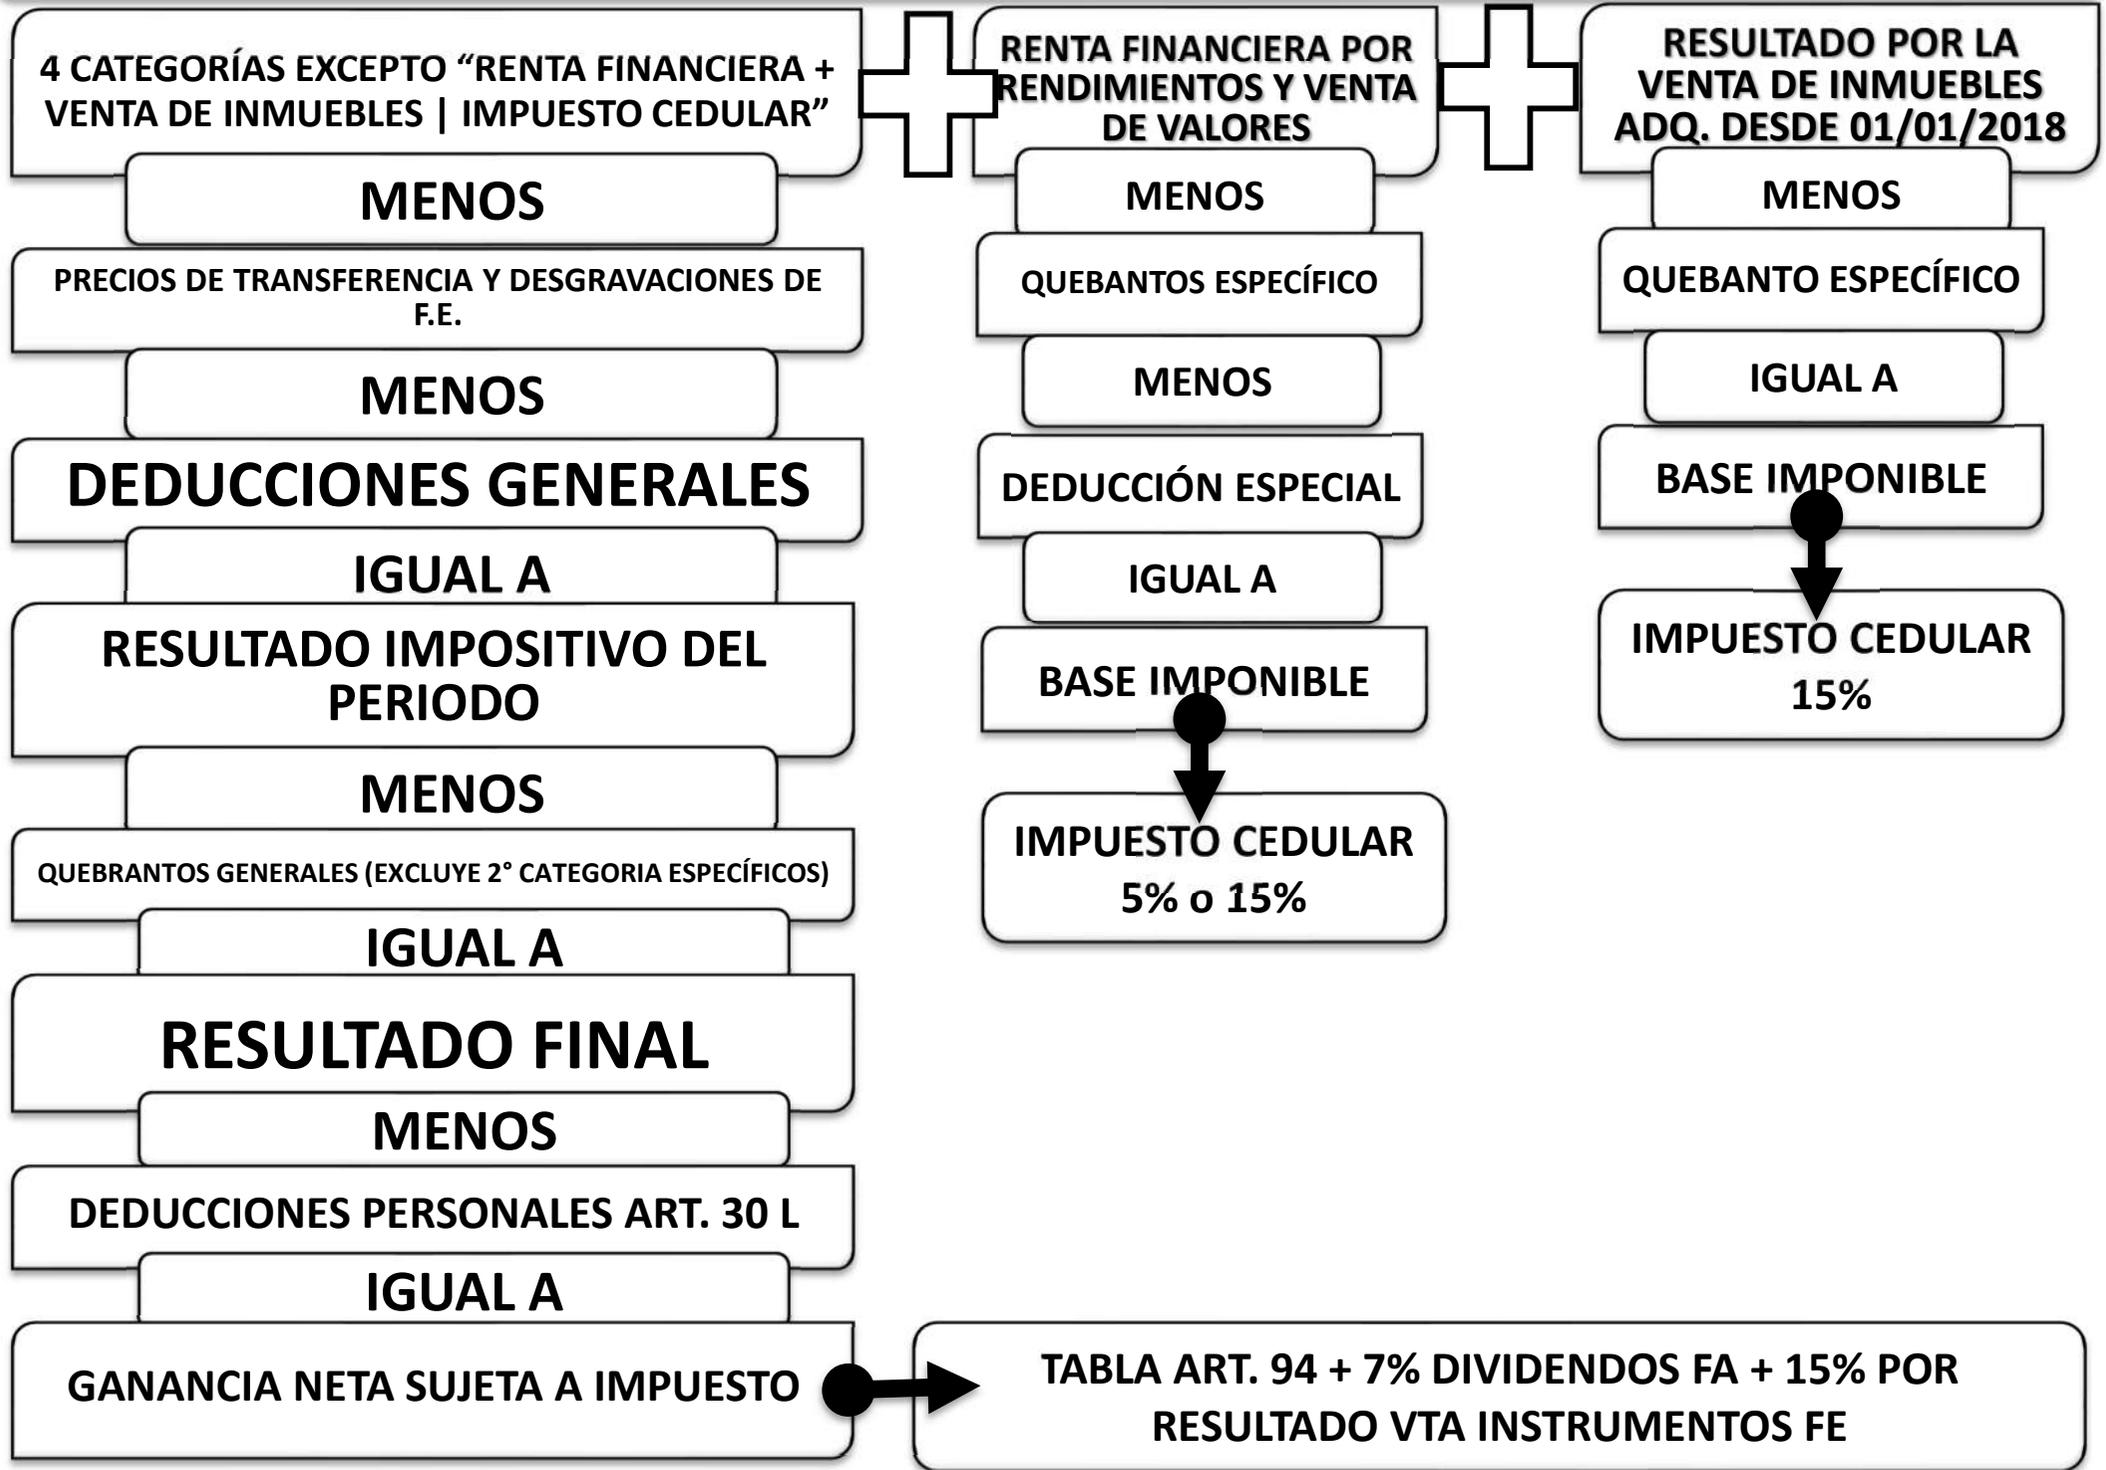 4 CATEGORÍAS EXCEPTO “RENTA FINANCIERA +
VENTA DE INMUEBLES | IMPUESTO CEDULAR”
MENOS
PRECIOS DE TRANSFERENCIA Y DESGRAVACIONES DE
F.E.
MENOS
DEDUCCIONES GENERALES
IGUAL A
RESULTADO IMPOSITIVO DEL
PERIODO
MENOS
QUEBRANTOS GENERALES (EXCLUYE 2° CATEGORIA ESPECÍFICOS)
IGUAL A
RESULTADO FINAL
MENOS
DEDUCCIONES PERSONALES ART. 30 L
IGUAL A
GANANCIA NETA SUJETA A IMPUESTO
TABLA ART. 94 + 7% DIVIDENDOS FA + 15% POR
RESULTADO VTA INSTRUMENTOS FE
RENTA FINANCIERA POR
RENDIMIENTOS Y VENTA
DE VALORES
MENOS
QUEBANTOS ESPECÍFICO
MENOS
DEDUCCIÓN ESPECIAL
IGUAL A
BASE IMPONIBLE
IMPUESTO CEDULAR
5% o 15%
RESULTADO POR LA
VENTA DE INMUEBLES
ADQ. DESDE 01/01/2018
MENOS
QUEBANTO ESPECÍFICO
IGUAL A
BASE IMPONIBLE
IMPUESTO CEDULAR
15%